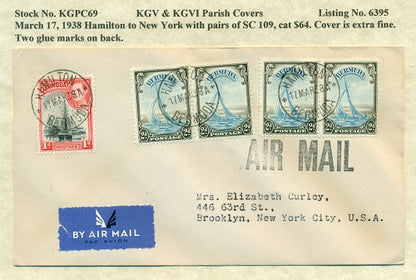 Stock No. KGPC69 KGV & KGVI Parish Covers Listing No. 6395
March 17, 1938 Hamilton to New York with pairs of SC 109, cat $64. Cover is extra fine.
Two glue marks on back.
HAMILTON
BERMUDA
BERMUDA BERMUDA BERMUDA BERMUDA
POSTAGE POSTAGE
AIR MAIL
Mrs. Elizabeth Curley,
446 63rd St.,
Brooklyn, New York City, U.S.A.
BY AIR MAIL
PAR AVION